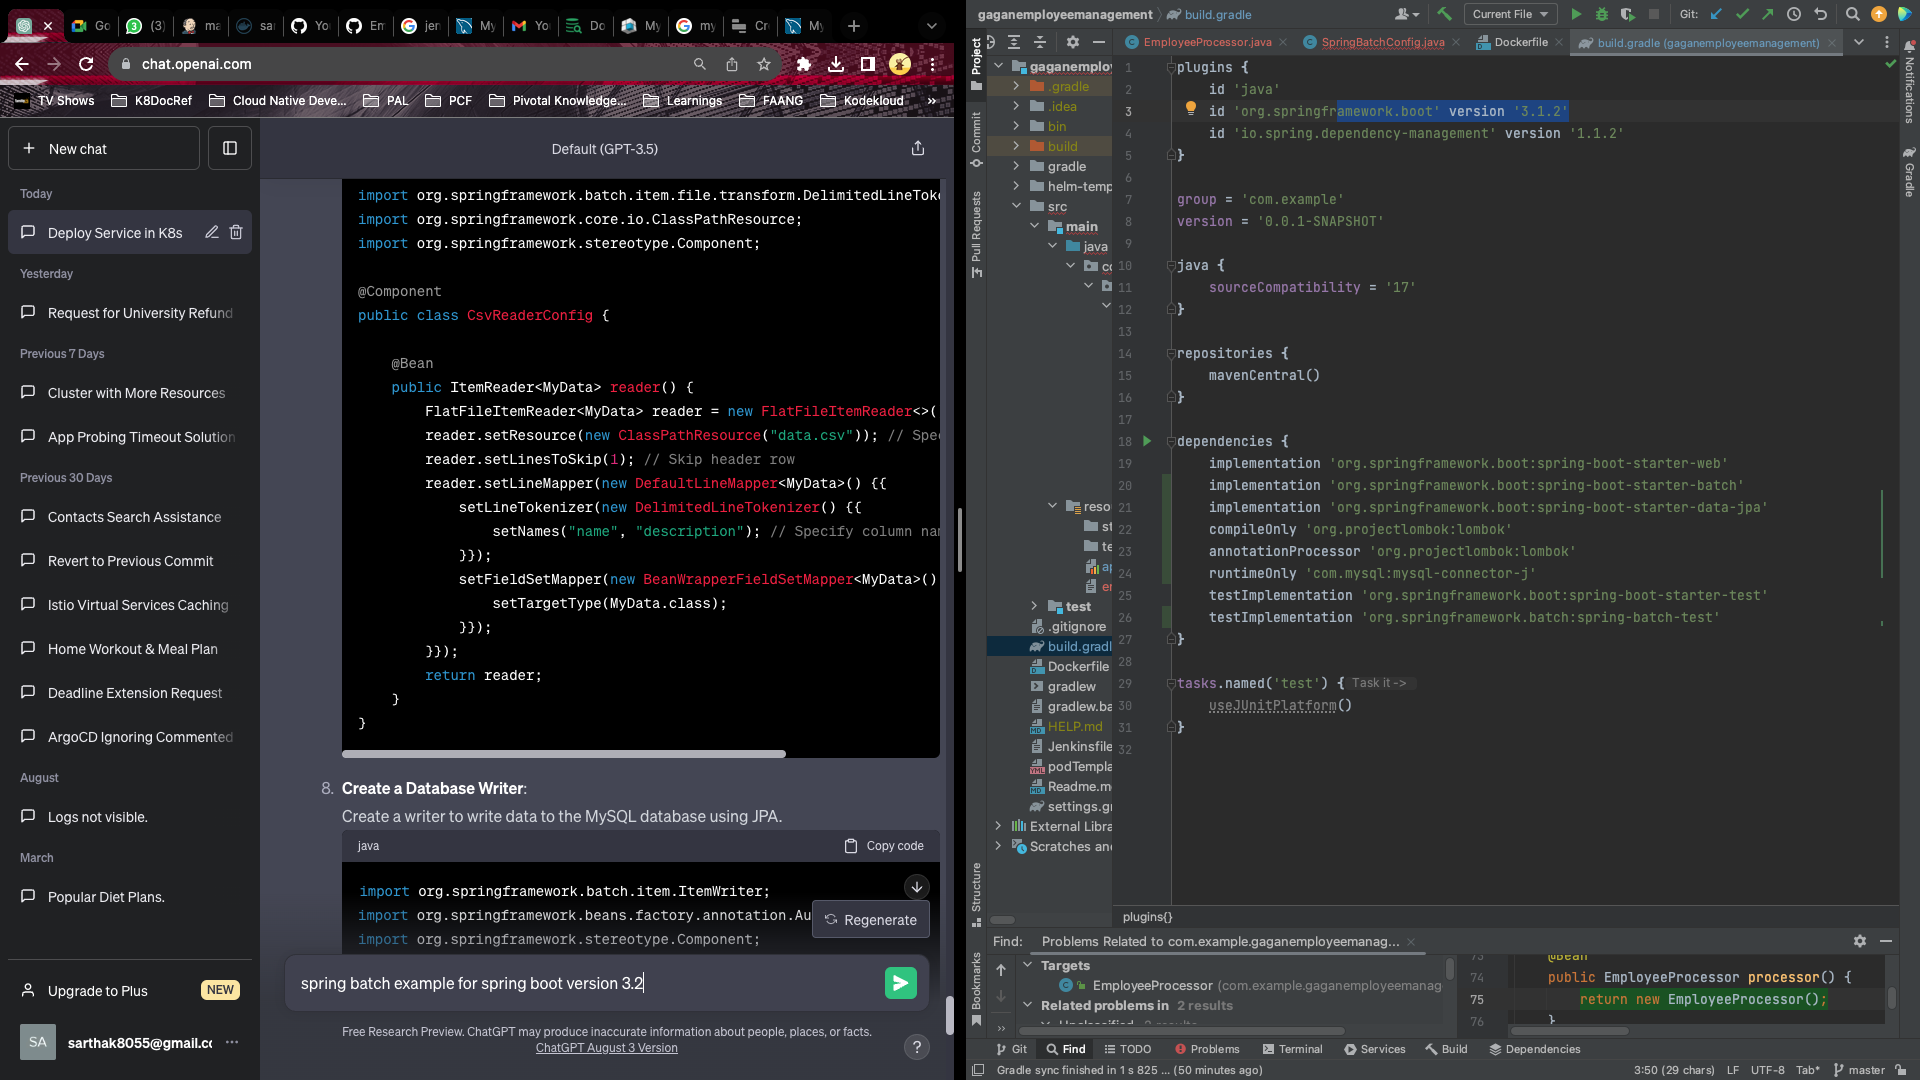 Go
(3)
ma
sar
Yo
Em
jen
My
Yo
Do
My
my
Cr
My
chat.openai.com
TV Shows
K8DocRef
Cloud Native Deve...
PAL
PCF
Pivotal Knowledge...
Learnings
FAANG
Kodekloud
»
New chat
Today
Deploy Service in K8s
Yesterday
Request for University Refund
Previous 7 Days
Cluster with More Resources
App Probing Timeout Solution
Previous 30 Days
Contacts Search Assistance
Revert to Previous Commit
Istio Virtual Services Caching
Home Workout & Meal Plan
Deadline Extension Request
ArgoCD Ignoring Commented
August
Logs not visible.
March
Popular Diet Plans.
Upgrade to Plus
NEW
SA
sarthak8055@gmail.co
Default (GPT-3.5)
import org.springframework.batch.item.file.transform.DelimitedLineToke
import org.springframework.core.io.ClassPathResource;
import org.springframework.stereotype.Component;
@Component
public class CsvReaderConfig {
@Bean
public ItemReader<MyData> reader() {
FlatFileItemReader<MyData> reader = new FlatFileItemReader<>(
reader.setResource(new ClassPathResource("data.csv")); // Spec
reader.setLinesToSkip(1); // Skip header row
reader.setLineMapper(new DefaultLineMapper<MyData>() {{
setLineTokenizer(new DelimitedLineTokenizer() {{
setNames("name", "description"); // Specify column nam
}});
setFieldSetMapper(new BeanWrapperFieldSetMapper<MyData>()
setTargetType(MyData.class);
}});
}});
return reader;
}
}
8. Create a Database Writer:
Create a writer to write data to the MySQL database using JPA.
java
Copy code
import org.springframework.batch.item.ItemWriter;
import org.springframework.beans.factory.annotation.Au
import org.springframework.stereotype.Component;
Regenerate
spring batch example for spring boot version 3.2
Free Research Preview. ChatGPT may produce inaccurate information about people, places, or facts.
ChatGPT August 3 Version
?
gaganemployeemanagement
build.gradle
Current File
Git:
Project
Commit
Pull Requests
Structure
Bookmarks
EmployeeProcessor.java
SpringBatchConfig.java
Dockerfile
build.gradle (gaganemployeemanagement)
Notifications
Gradle
gaganemploy
.gradle
.idea
bin
build
gradle
helm-temp
src
main
java
co
reso
st
te
ap
en
test
.gitignore
build.gradl
Dockerfile
gradlew
gradlew.ba
HELP.md
Jenkinsfile
podTempla
Readme.m
settings.gr
External Libra
Scratches and
1 plugins {
2 id 'java'
3 id 'org.springframework.boot' version '3.1.2'
4 id 'io.spring.dependency-management' version '1.1.2'
5 }
6
7 group = 'com.example'
8 version = '0.0.1-SNAPSHOT'
9
10 java {
11 sourceCompatibility = '17'
12 }
13
14 repositories {
15 mavenCentral()
16 }
17
18 dependencies {
19 implementation 'org.springframework.boot:spring-boot-starter-web'
20 implementation 'org.springframework.boot:spring-boot-starter-batch'
21 implementation 'org.springframework.boot:spring-boot-starter-data-jpa'
22 compileOnly 'org.projectlombok:lombok'
23 annotationProcessor 'org.projectlombok:lombok'
24 runtimeOnly 'com.mysql:mysql-connector-j'
25 testImplementation 'org.springframework.boot:spring-boot-starter-test'
26 testImplementation 'org.springframework.batch:spring-batch-test'
27 }
28
29 tasks.named('test') { Task it ->
30 useJUnitPlatform()
31 }
32
plugins{}
Find:
Problems Related to com.example.gaganemployeemanag...
Targets
EmployeeProcessor (com.example.gaganemployeemanag
Related problems in 2 results
»
73 @Bean
74 public EmployeeProcessor processor() {
75 return new EmployeeProcessor();
76 }
Git
Find
TODO
Problems
Terminal
Services
Build
Dependencies
Gradle sync finished in 1 s 825 ... (50 minutes ago)
3:50 (29 chars)
LF
UTF-8
Tab*
master